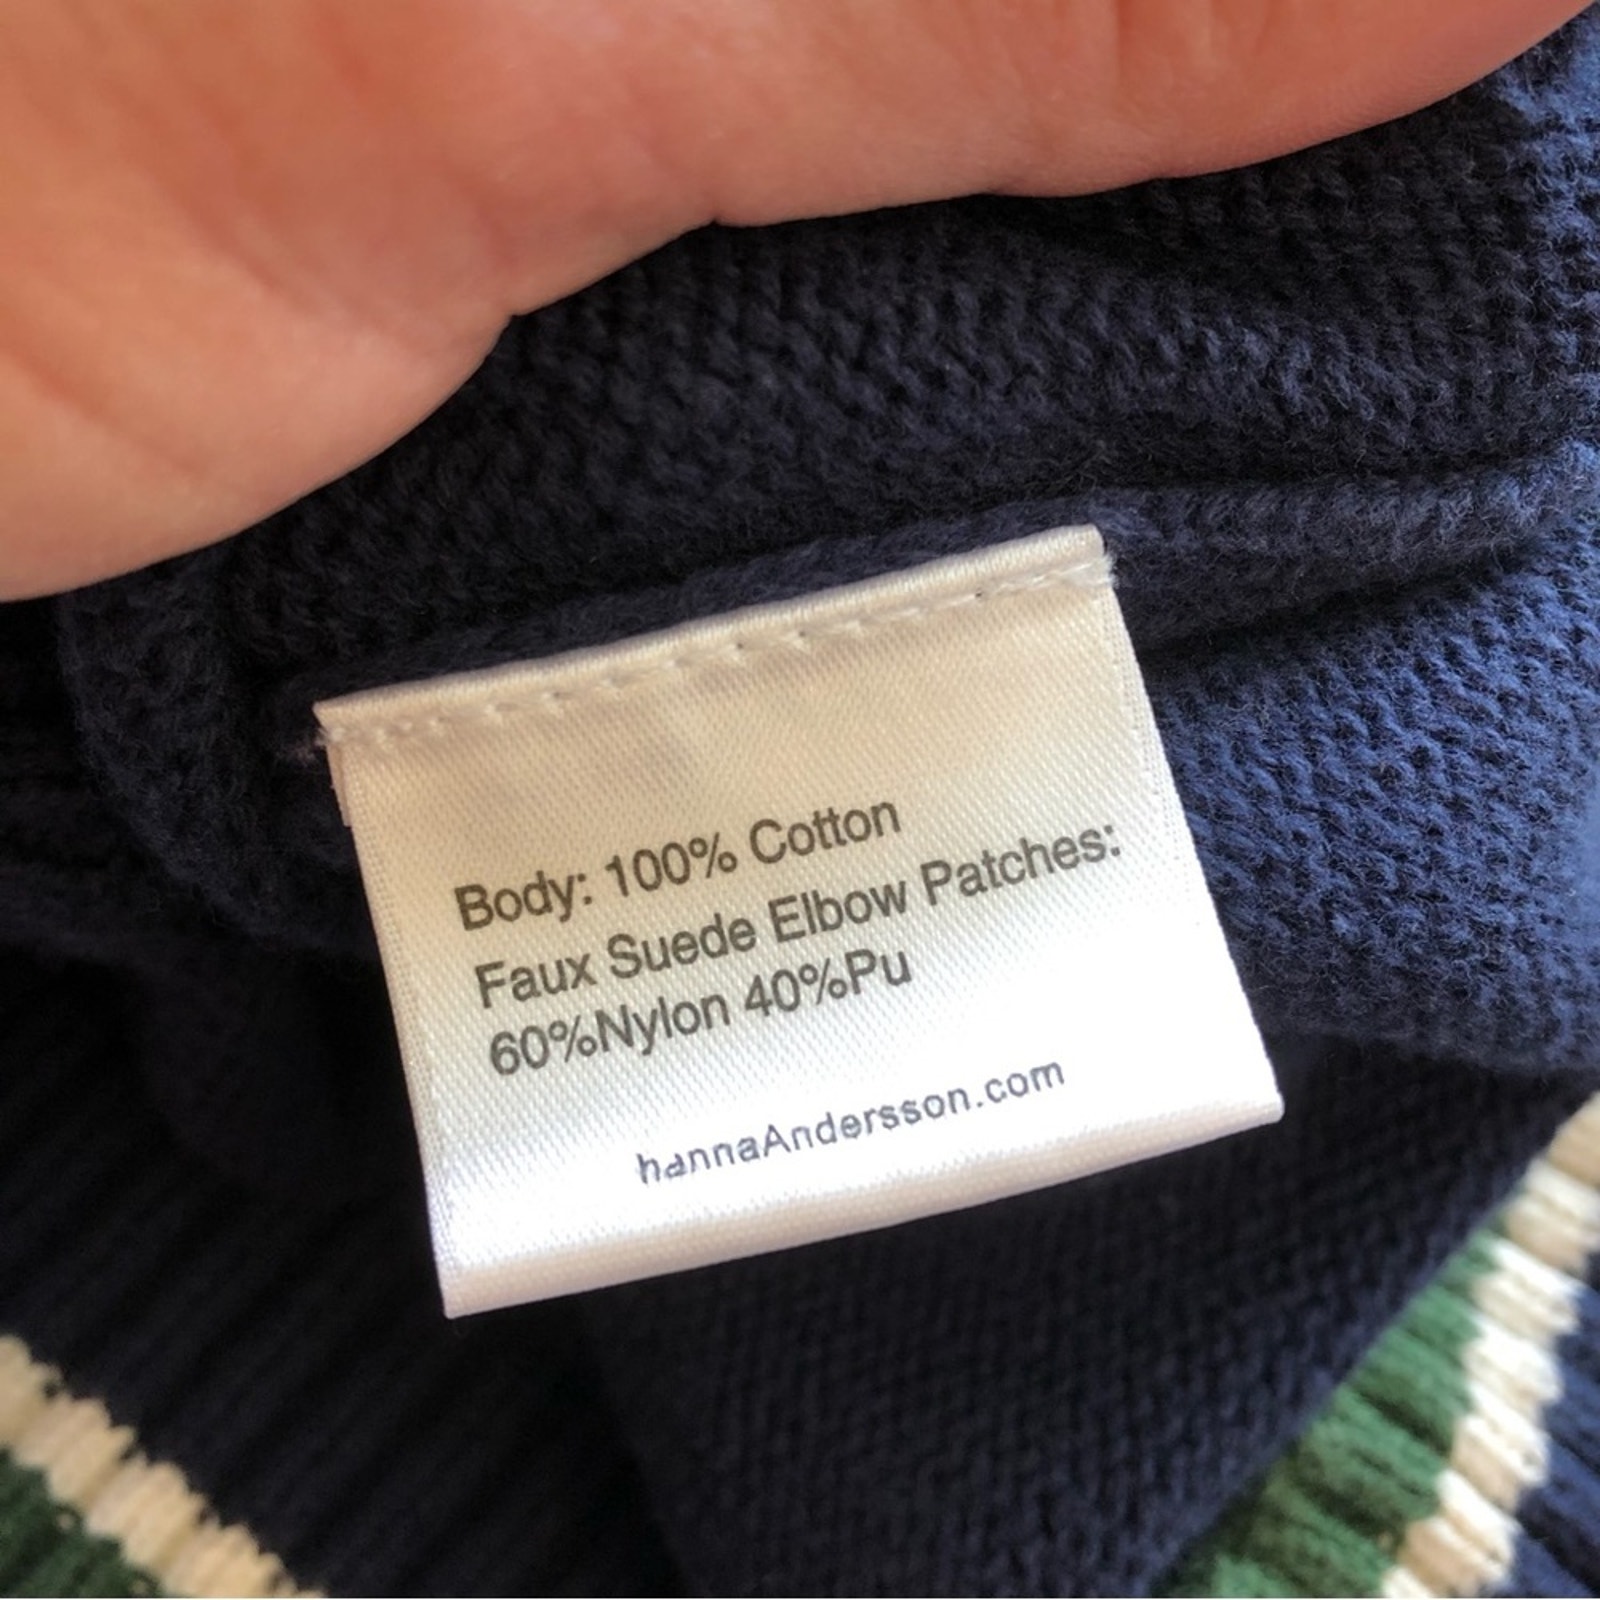 Body: 100% Cotton
Faux Suede Elbow Patches:
60%Nylon 40%Pu
hannaAndersson.com